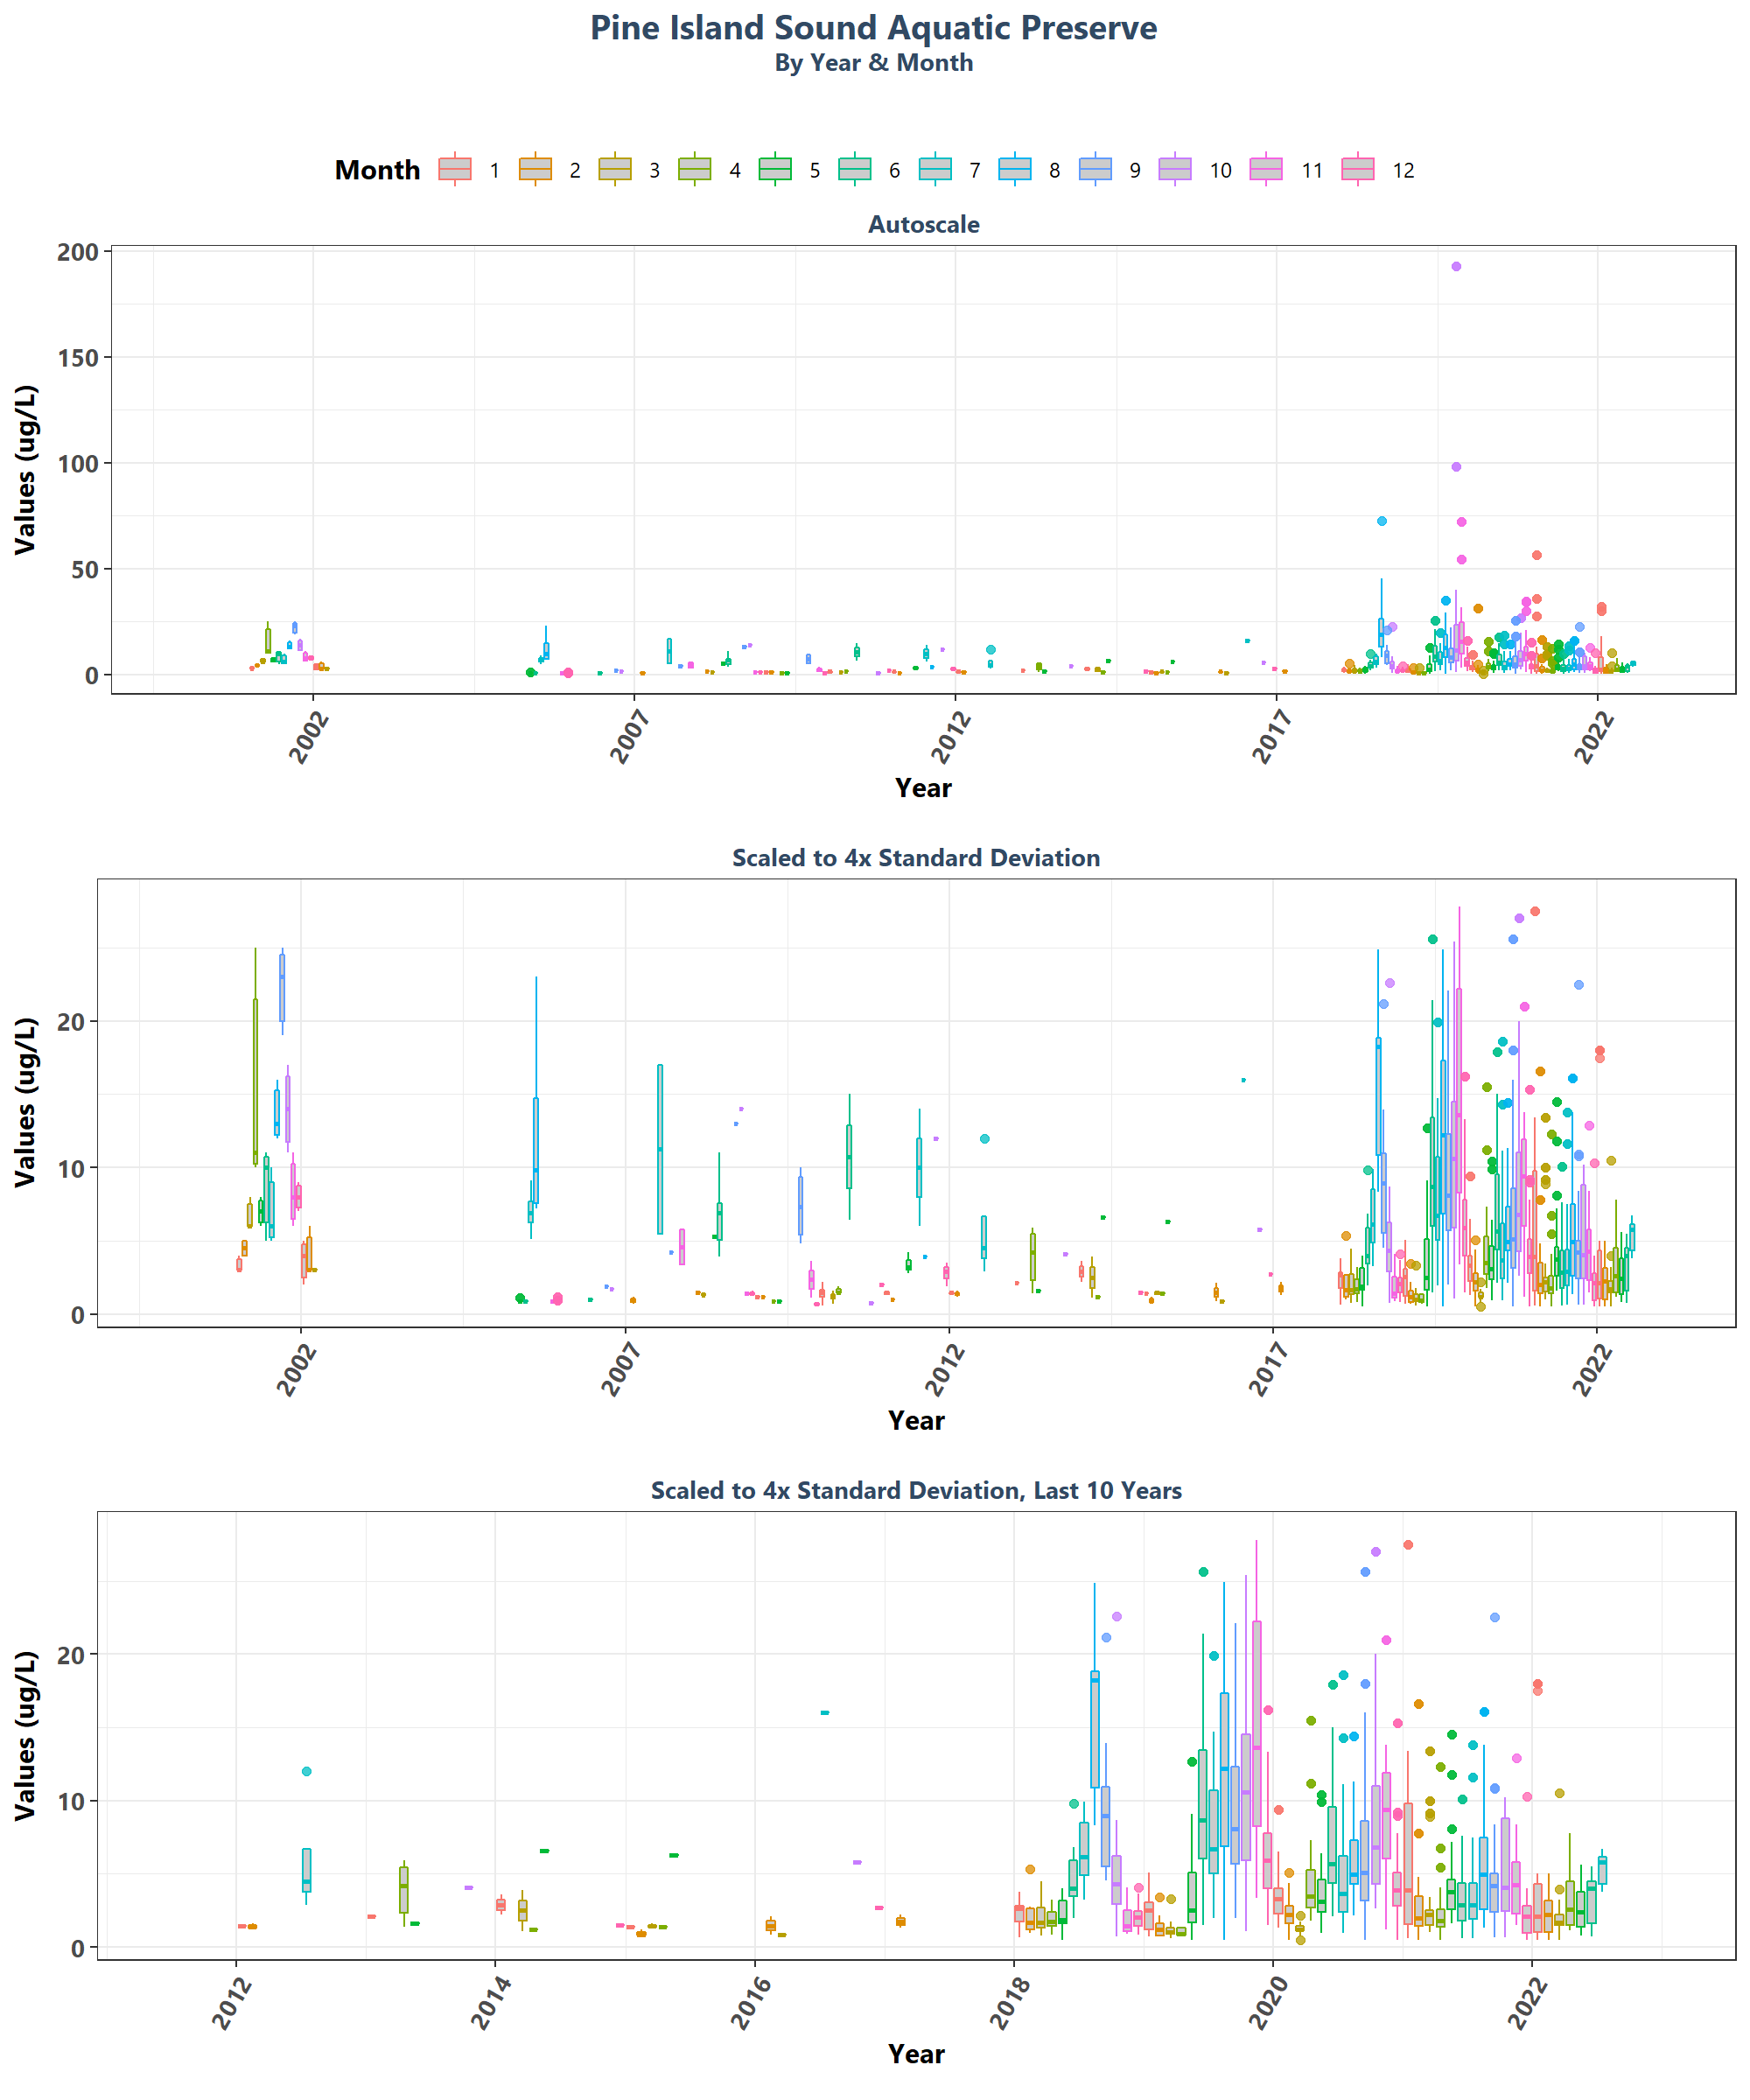 Pine Island Sound Aquatic Preserve
By Year & Month
Month 1 2 3 4 5 6 7 8 9 10 11 12
Autoscale
Values (ug/L)
200
150
100
50
0
2002 2007 2012 2017 2022
Year
Scaled to 4x Standard Deviation
Values (ug/L)
20
10
0
2002 2007 2012 2017 2022
Year
Scaled to 4x Standard Deviation, Last 10 Years
Values (ug/L)
20
10
0
2012 2014 2016 2018 2020 2022
Year